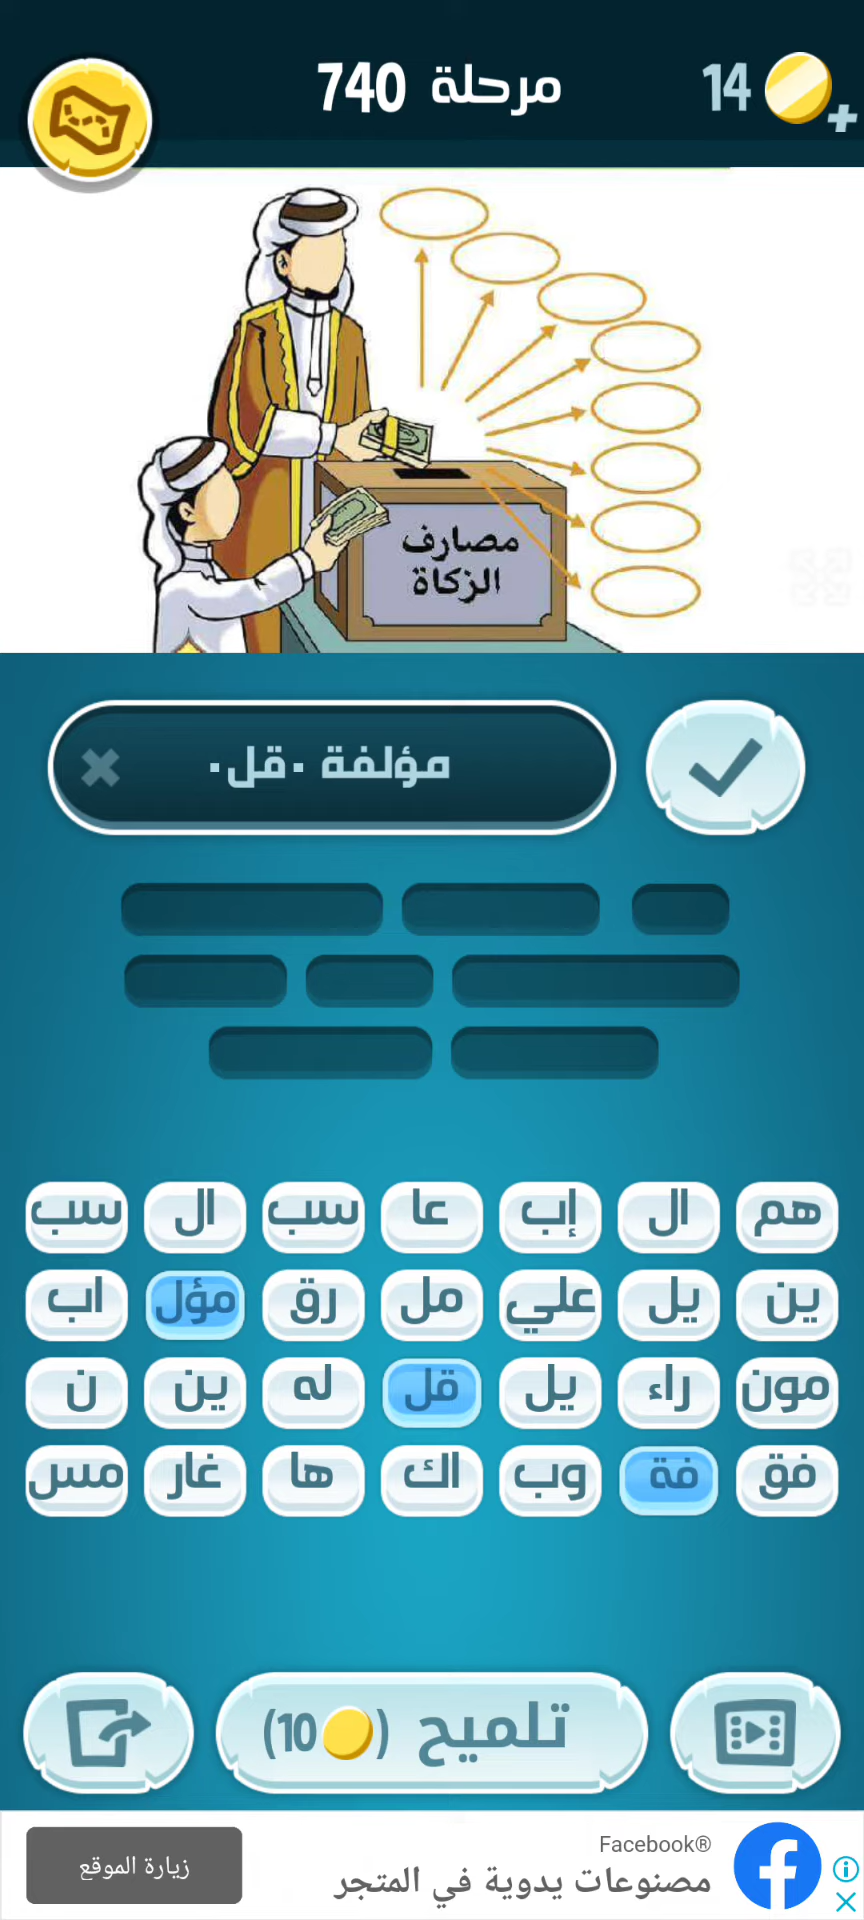 مرحلة 740
14
+
مصارف
الزكاة
مؤلفة ·قل·
هم ال إب عا سب ال سب
ين يل علي مل رق مؤل اب
مون راء يل قل له ين ن
فق فة وب اك ها غار مس
تلميح (10)
Facebook®
مصنوعات يدوية في المتجر
زيارة الموقع